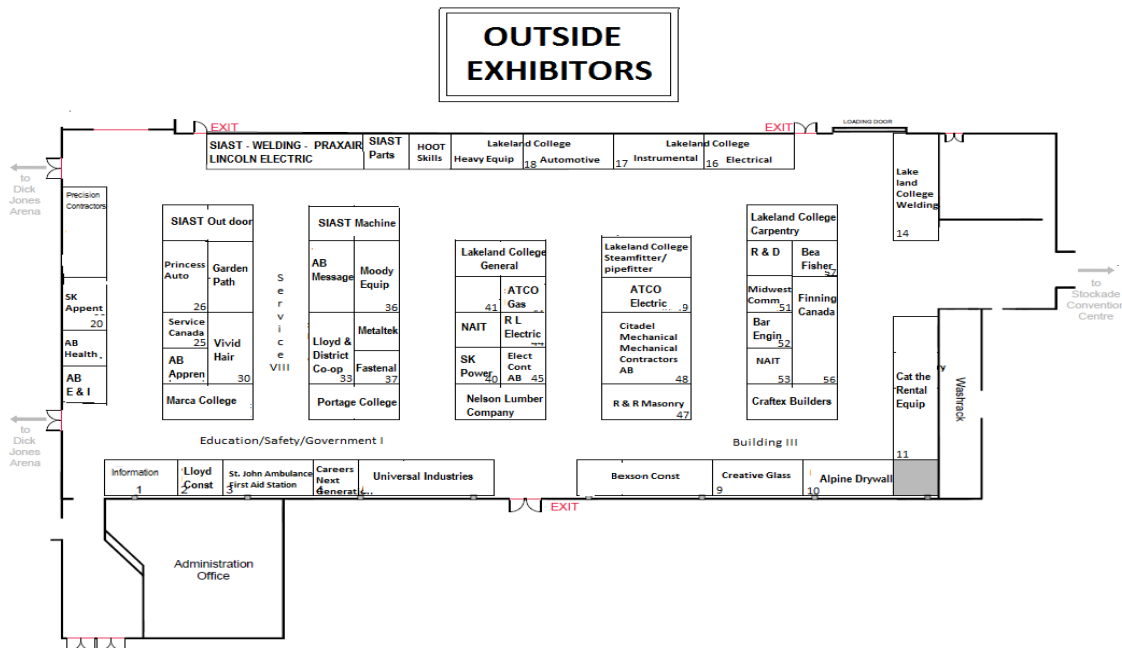 OUTSIDE
EXHIBITORS
LOADING DOOR
EXIT
EXIT
SIAST - WELDING - PRAXAIR
LINCOLN ELECTRIC
SIAST
Parts
HOOT
Skills
Lakeland College
Heavy Equip
18 Automotive
Lakeland College
17 Instrumental
16 Electrical
to
Dick
Jones
Arena
Precision
Contractors
SK
Appent
20
AB
Health
AB
E & I
to
Dick
Jones
Arena
SIAST Out door
Princess
Auto
26
Garden
Path
Service
Canada
25
AB
Appren
Vivid
Hair
30
Marca College
Service
VIII
SIAST Machine
AB
Message
Moody
Equip
36
Lloyd &
District
Co-op
33
Metaltek
Fastenal
37
Portage College
Lakeland College
General
41
ATCO
Gas
NAIT
R L
Electric
SK
Power
40
Elect
Cont
AB
45
Nelson Lumber
Company
Lakeland College
Steamfitter/
pipefitter
ATCO
Electric
9
Citadel
Mechanical
Mechanical
Contractors
AB
48
R & R Masonry
47
Lakeland College
Carpentry
R & D
Bea
Fisher
57
Midwest
Comm
51
Finning
Canada
Bar
Engin
52
NAIT
53
56
Craftex Builders
Lake
land
College
Welding
14
to
Stockade
Convention
Centre
Cat the
Rental
Equip
11
Washrack
Education/Safety/Government I
Building III
Information
1
Lloyd
Const
2
St. John Ambulance
First Aid Station
3
Careers
Next
Generati...
4
Universal Industries
Bexson Const
Creative Glass
9
Alpine Drywall
10
EXIT
Administration
Office